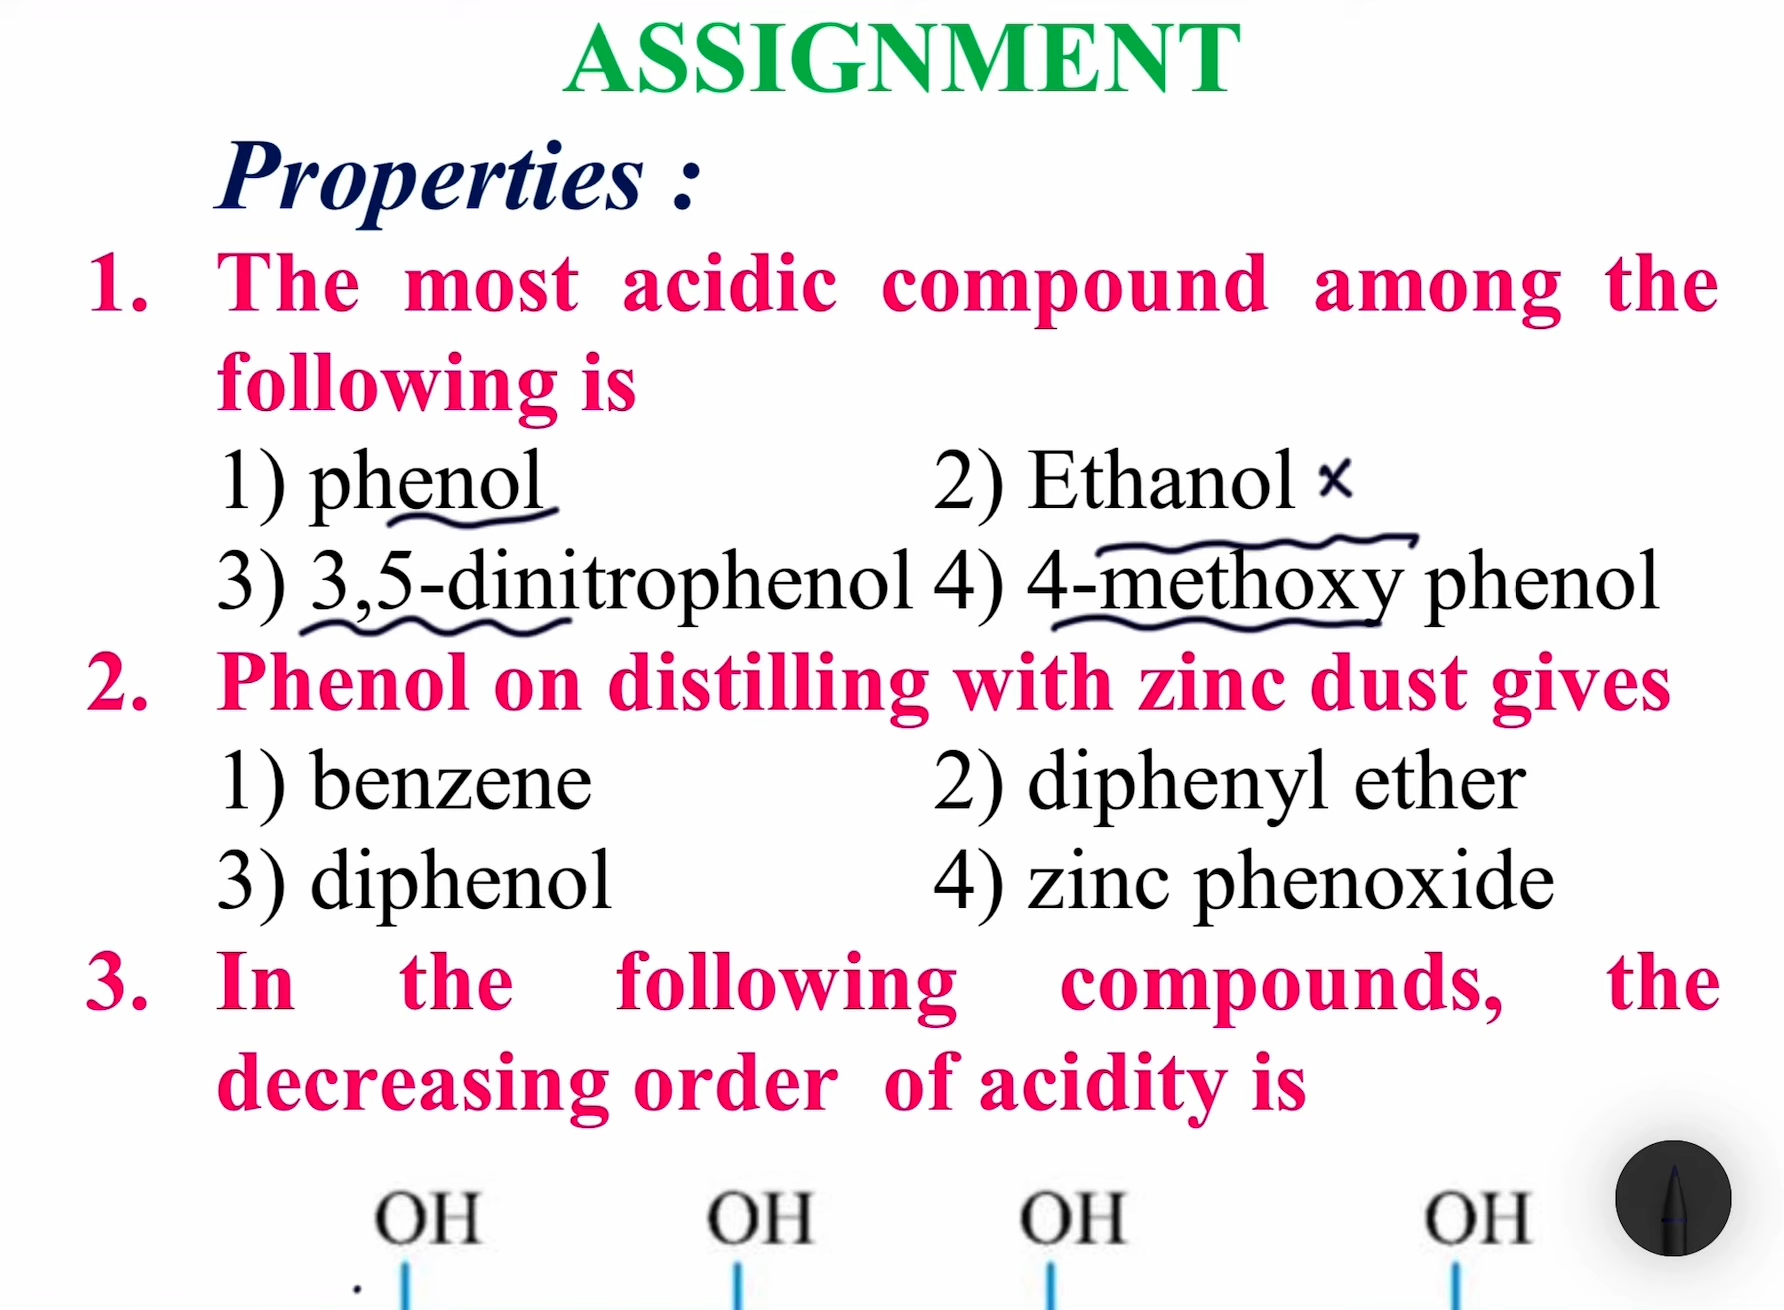 ASSIGNMENT
Properties :
1. The most acidic compound among the
following is
1) phenol 2) Ethanol ×
3) 3,5-dinitrophenol 4) 4-methoxy phenol
2. Phenol on distilling with zinc dust gives
1) benzene 2) diphenyl ether
3) diphenol 4) zinc phenoxide
3. In the following compounds, the
decreasing order of acidity is
OH OH OH OH